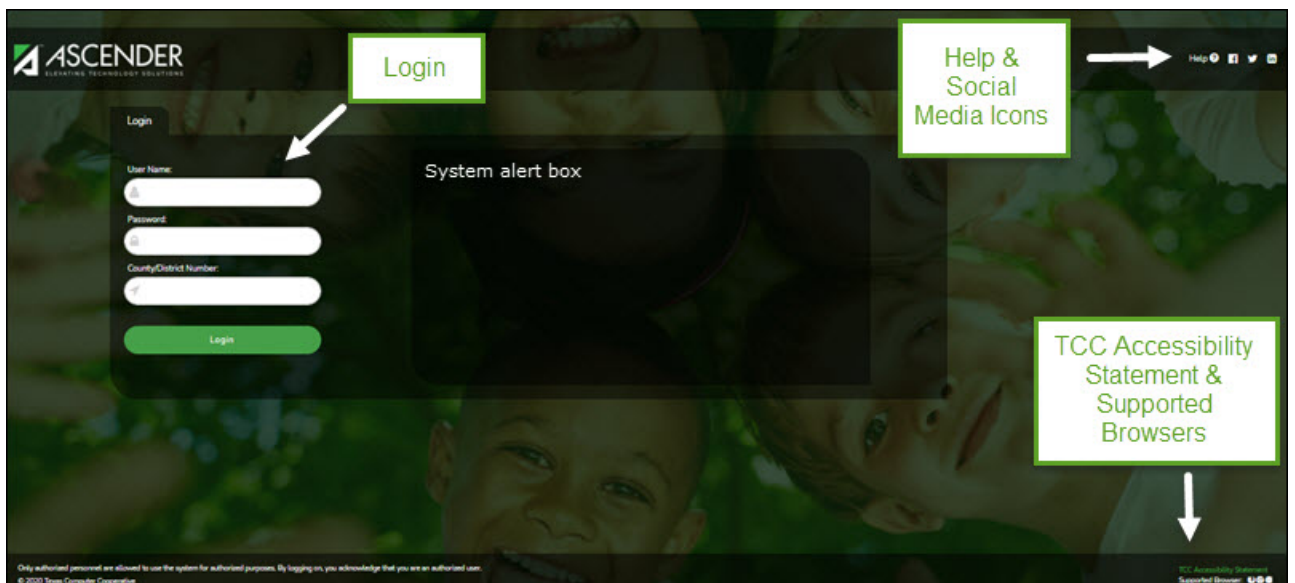 ASCENDER
ELEVATING TECHNOLOGY SOLUTIONS
Login
Help &
Social
Media Icons
Help
Login
User Name:
Password:
County/District Number:
Login
System alert box
TCC Accessibility
Statement &
Supported
Browsers
Only authorized personnel are allowed to use the system for authorized purposes. By logging on, you acknowledge that you are an authorized user.
© 2020 Texas Computer Cooperative
TCC Accessibility Statement
Supported Browser: